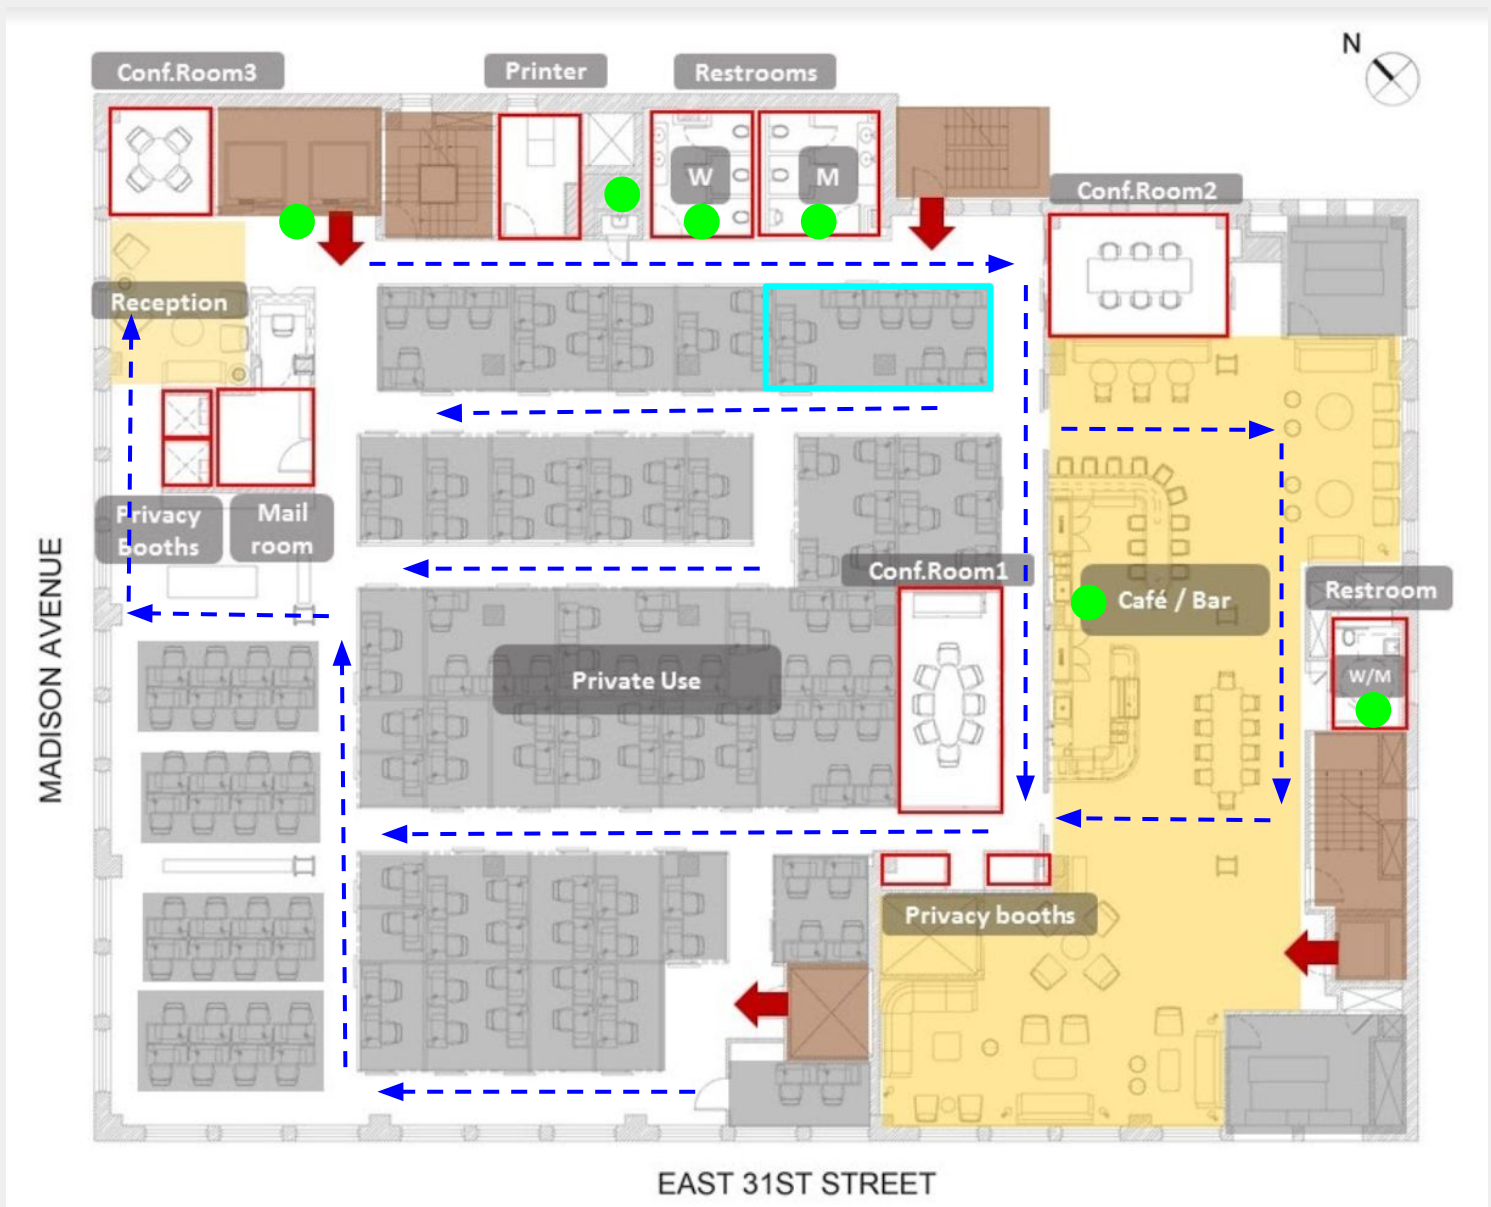 N
Conf.Room3
Printer
Restrooms
W
M
Conf.Room2
Reception
Privacy
Booths
Mail
room
Conf.Room1
Café / Bar
Restroom
W/M
Private Use
Privacy booths
MADISON AVENUE
EAST 31ST STREET